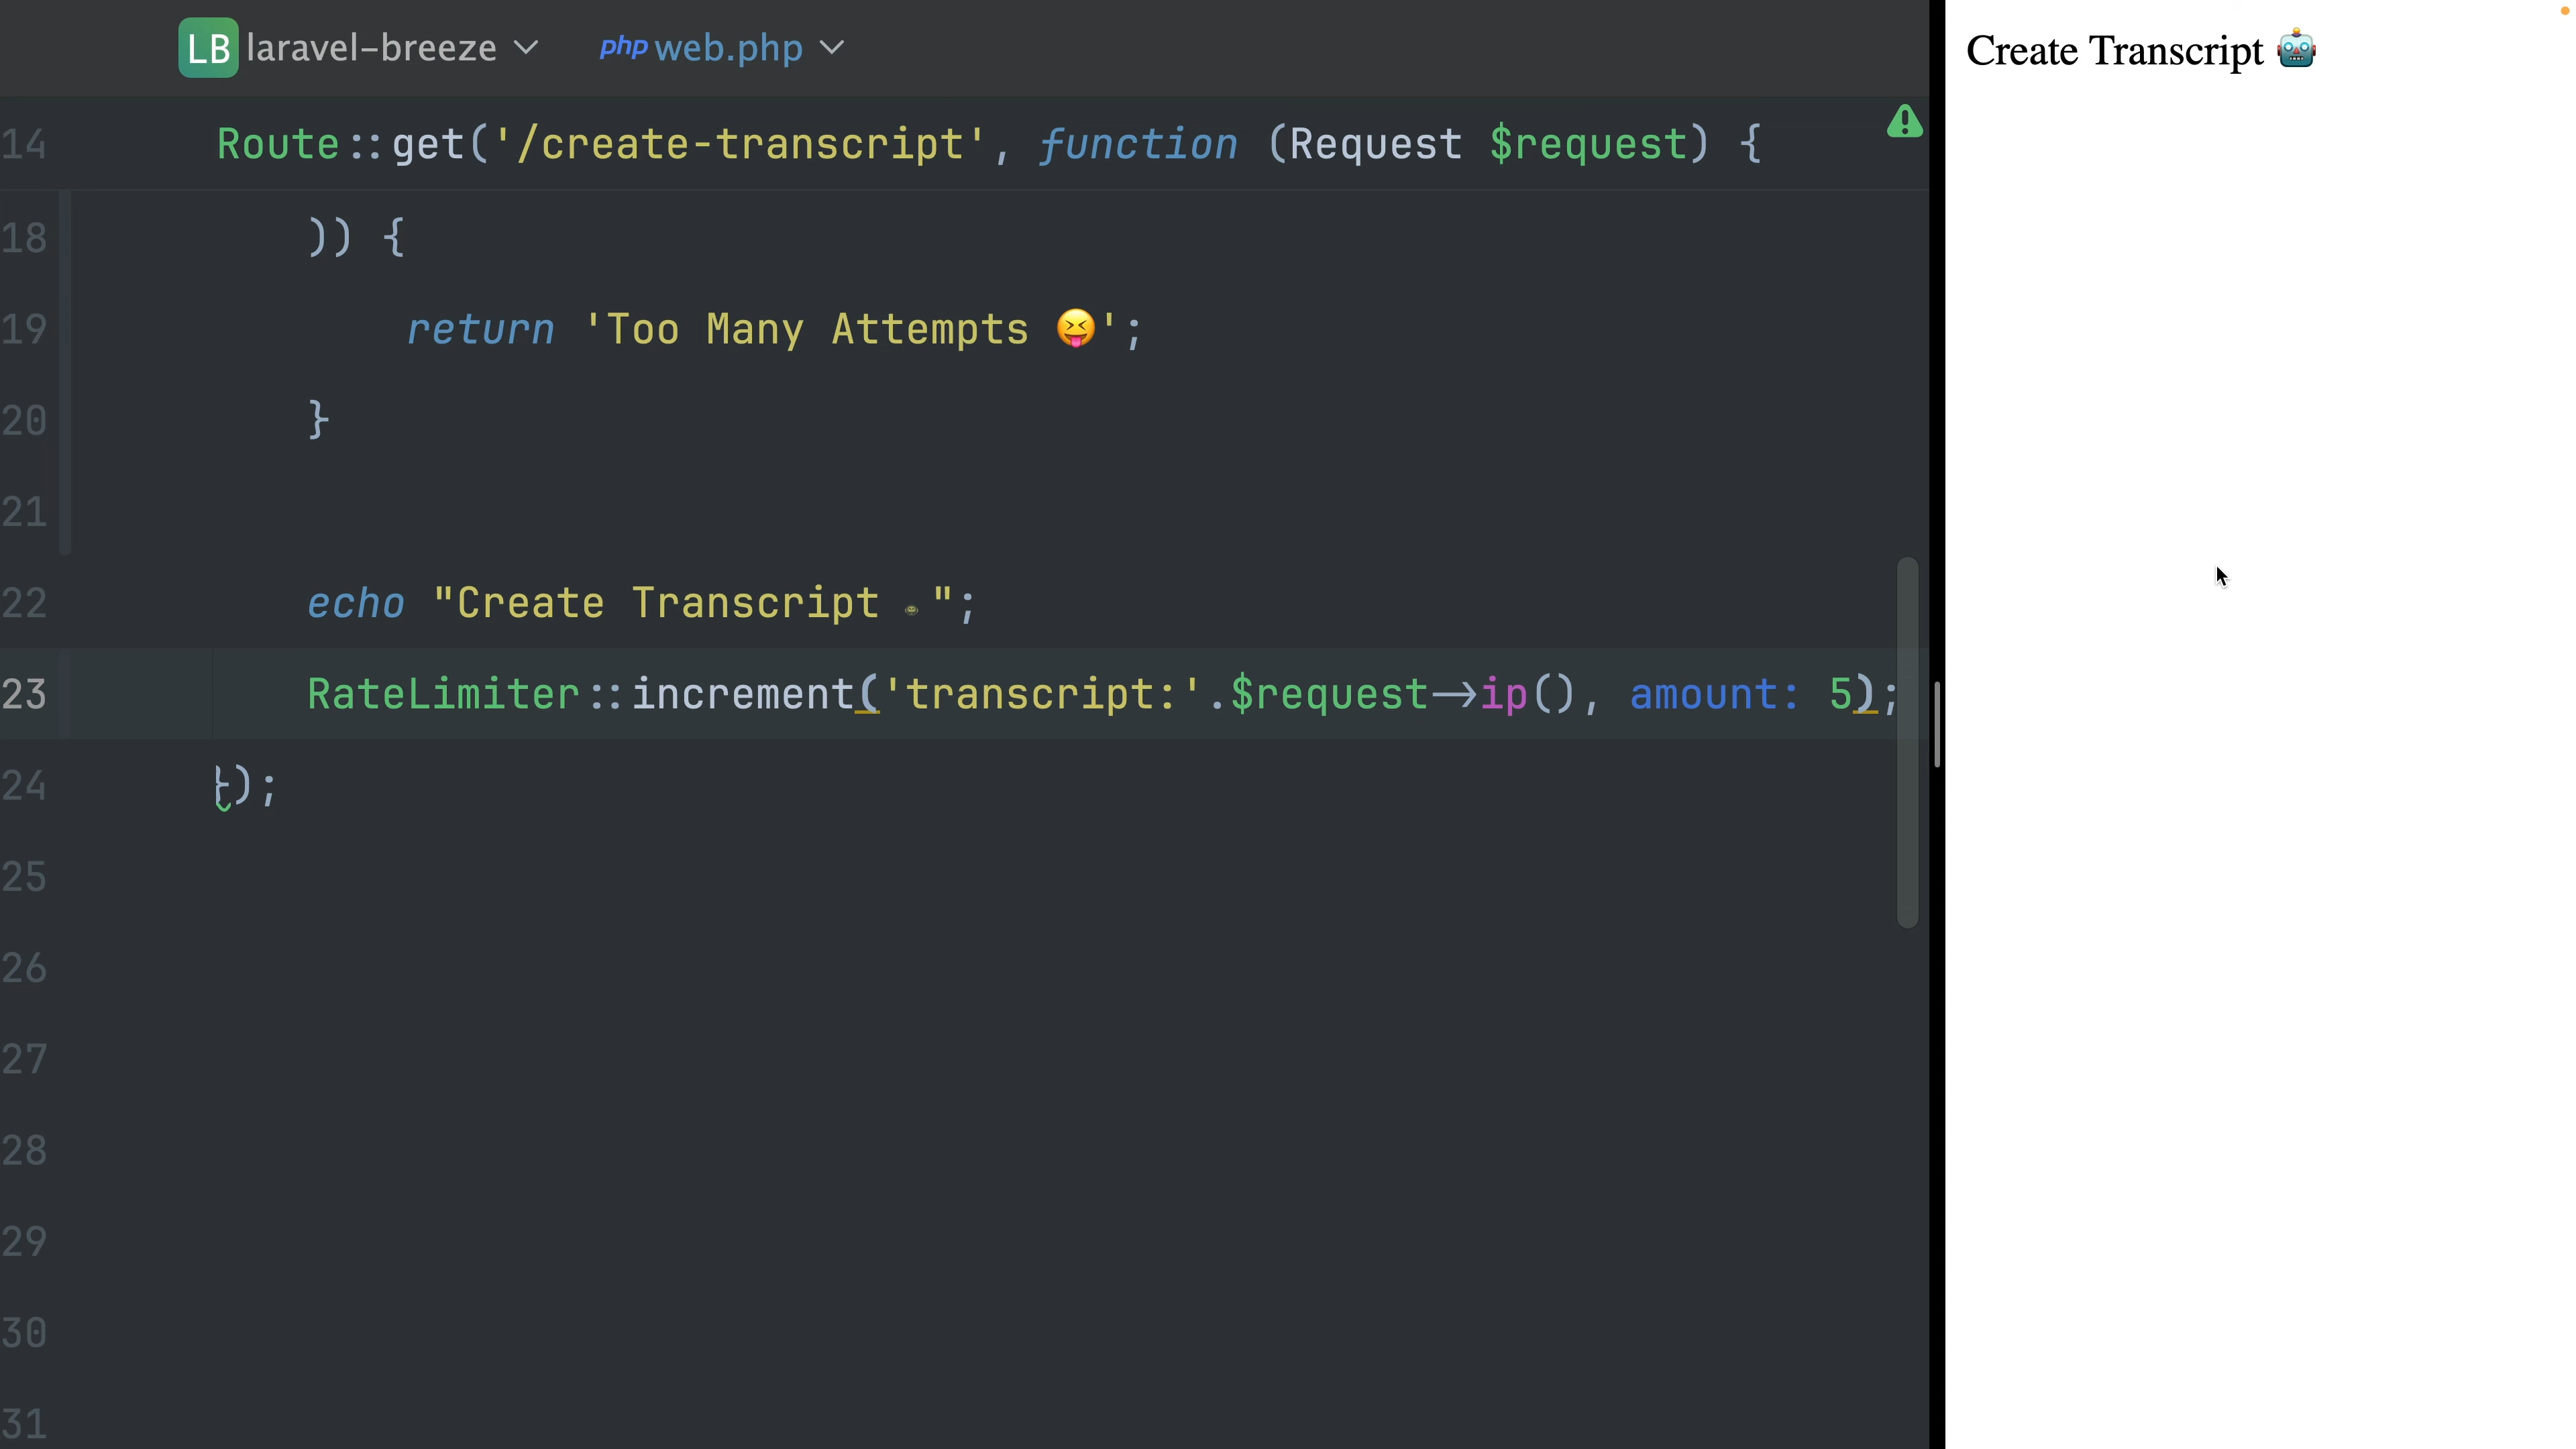 LB laravel-breeze php web.php
14 Route::get('/create-transcript', function (Request $request) {
18 )) {
19 return 'Too Many Attempts 😝';
20 }
21
22 echo "Create Transcript 🤖";
23 RateLimiter::increment('transcript:'.$request->ip(), amount: 5);
24 });
25
26
27
28
29
30
31
Create Transcript 🤖